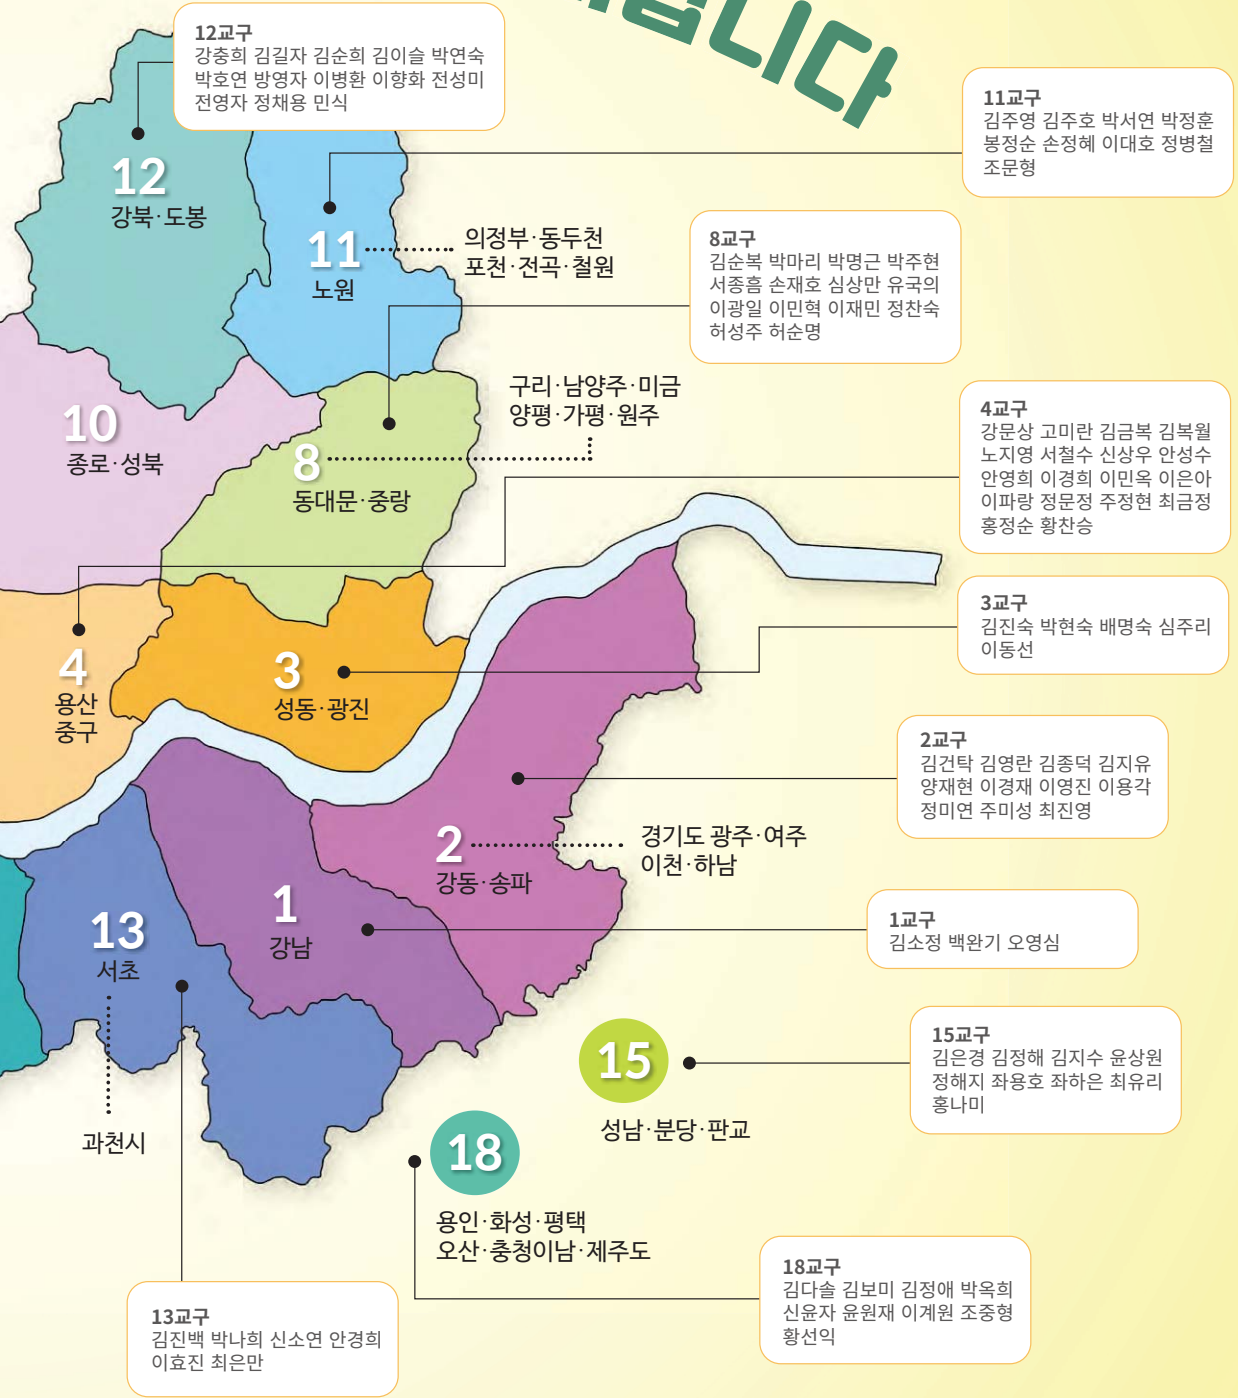 니다
12교구
강충희 김길자 김순희 김이슬 박연숙
박호연 방영자 이병환 이향화 전성미
전영자 정채용 민식
11교구
김주영 김주호 박서연 박정훈
봉정순 손정혜 이대호 정병철
조문형
12
강북·도봉
11
노원
의정부·동두천
포천·전곡·철원
8교구
김순복 박마리 박명근 박주현
서종흠 손재호 심상만 유국의
이광일 이민혁 이재민 정찬숙
허성주 허순명
구리·남양주·미금
양평·가평·원주
10
종로·성북
8
동대문·중랑
4교구
강문상 고미란 김금복 김복월
노지영 서철수 신상우 안성수
안영희 이경희 이민옥 이은아
이파랑 정문정 주정현 최금정
홍정순 황찬승
3교구
김진숙 박현숙 배명숙 심주리
이동선
4
용산
중구
3
성동·광진
2교구
김건탁 김영란 김종덕 김지유
양재현 이경재 이영진 이용각
정미연 주미성 최진영
2
강동·송파
경기도 광주·여주
이천·하남
1교구
김소정 백완기 오영심
13
서초
1
강남
과천시
15
성남·분당·판교
15교구
김은경 김정해 김지수 윤상원
정해지 좌용호 좌하은 최유리
홍나미
18
용인·화성·평택
오산·충청이남·제주도
18교구
김다솔 김보미 김정애 박옥희
신윤자 윤원재 이계원 조중형
황선익
13교구
김진백 박나희 신소연 안경희
이효진 최은만